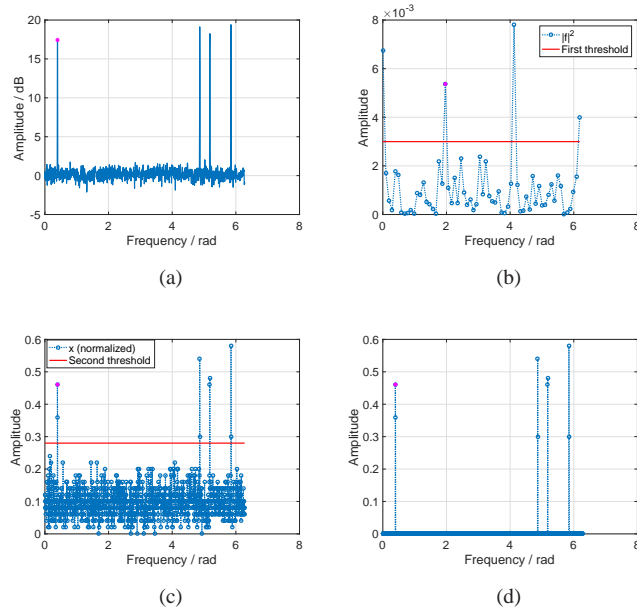 20
15
10
5
0
-5
0 2 4 6 8
Amplitude / dB
Frequency / rad
(a)
×10⁻³
8
6
4
2
0
0 2 4 6 8
Amplitude
Frequency / rad
|f|²
First threshold
(b)
0.6
0.5
0.4
0.3
0.2
0.1
0
0 2 4 6 8
Amplitude
Frequency / rad
x (normalized)
Second threshold
(c)
0.6
0.5
0.4
0.3
0.2
0.1
0
0 2 4 6 8
Amplitude
Frequency / rad
(d)